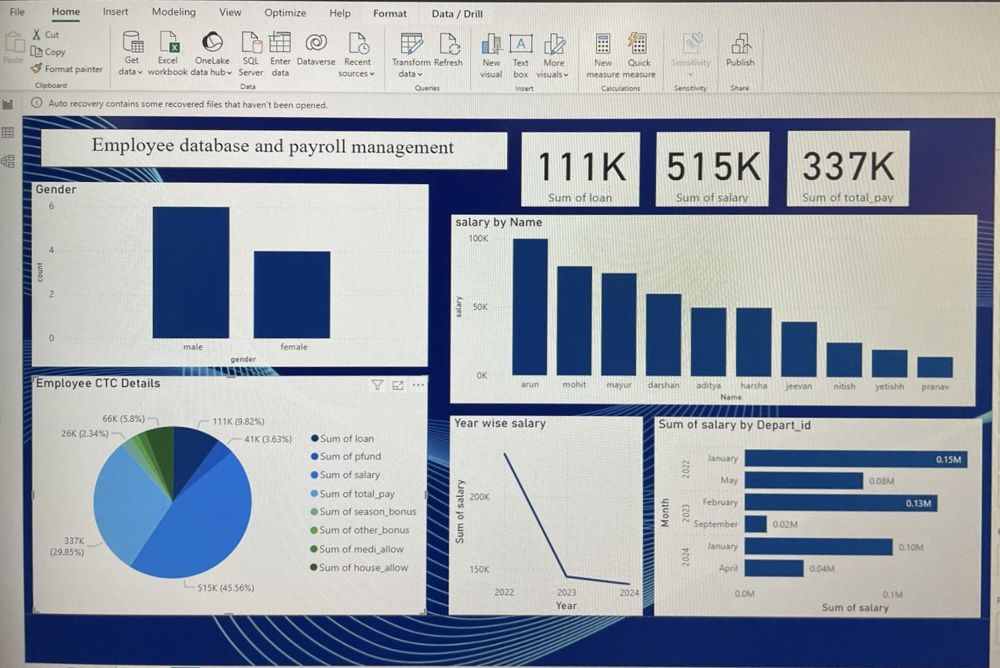 File Home Insert Modeling View Optimize Help Format Data / Drill
Paste
Cut
Copy
Format painter
Clipboard
Get data
Excel workbook
OneLake data hub
SQL Server
Enter data
Dataverse
Recent sources
Data
Transform data
Refresh
Queries
New visual
Text box
More visuals
Insert
New measure
Quick measure
Calculations
Sensitivity
Sensitivity
Publish
Share
Auto recovery contains some recovered files that haven't been opened.
Employee database and payroll management
111K
Sum of loan
515K
Sum of salary
337K
Sum of total_pay
Gender
6
4
2
0
count
male female
gender
salary by Name
100K
50K
0K
salary
arun mohit mayur darshan aditya harsha jeevan nitish yetishh pranav
Name
Employee CTC Details
66K (5.8%)
111K (9.82%)
26K (2.34%)
41K (3.63%)
337K
(29.85%)
515K (45.56%)
Sum of loan
Sum of pfund
Sum of salary
Sum of total_pay
Sum of season_bonus
Sum of other_bonus
Sum of medi_allow
Sum of house_allow
Year wise salary
Sum of salary
200K
150K
2022 2023 2024
Year
Sum of salary by Depart_id
Month
2022
January 0.15M
May 0.08M
2023
February 0.13M
September 0.02M
2024
January 0.10M
April 0.04M
0.0M 0.1M
Sum of salary